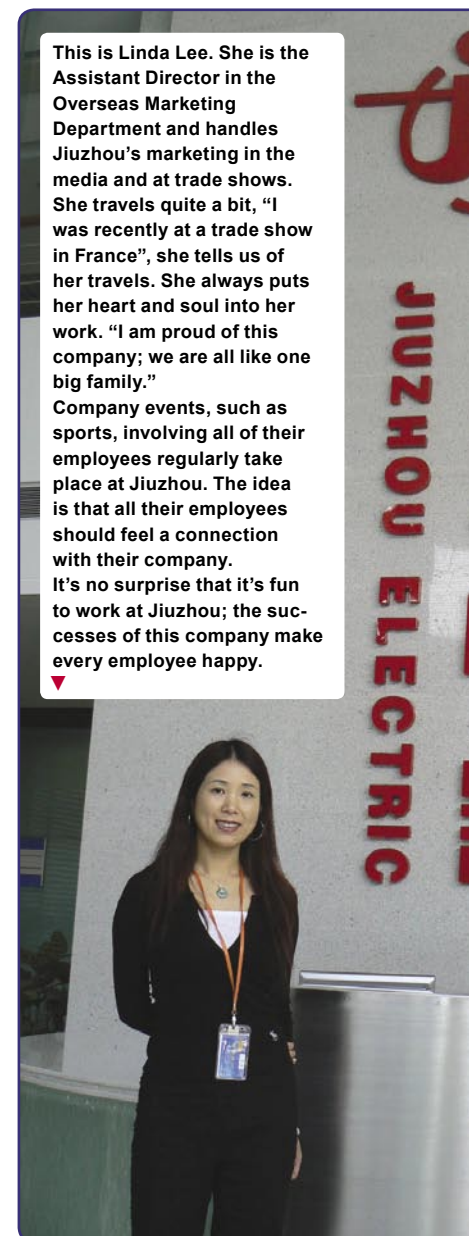 This is Linda Lee. She is the
Assistant Director in the
Overseas Marketing
Department and handles
Jiuzhou’s marketing in the
media and at trade shows.
She travels quite a bit, “I
was recently at a trade show
in France”, she tells us of
her travels. She always puts
her heart and soul into her
work. “I am proud of this
company; we are all like one
big family.”
Company events, such as
sports, involving all of their
employees regularly take
place at Jiuzhou. The idea
is that all their employees
should feel a connection
with their company.
It’s no surprise that it’s fun
to work at Jiuzhou; the suc-
cesses of this company make
every employee happy.
JIUZHOU ELECTRIC